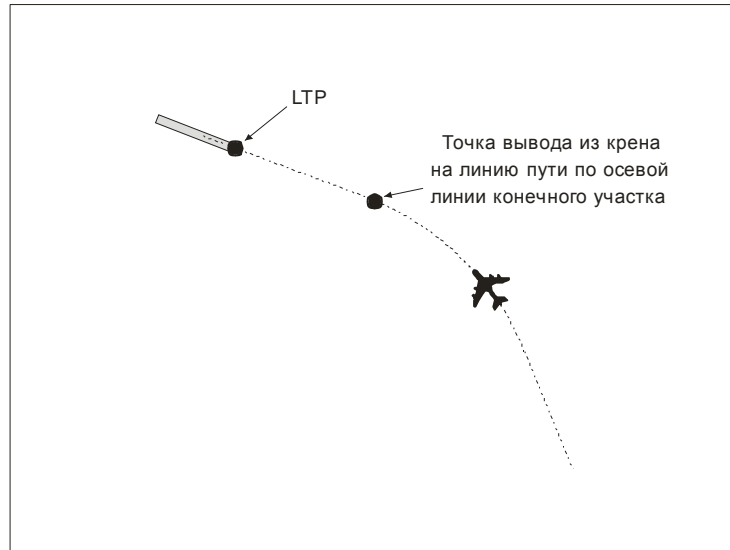 LTP
Точка вывода из крена
на линию пути по осевой
линии конечного участка